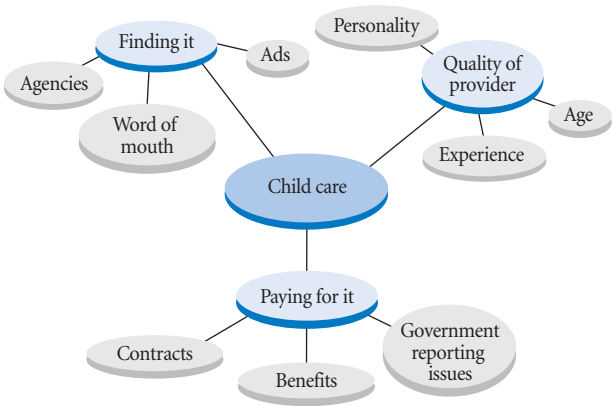 Finding it
Ads
Agencies
Word of
mouth
Personality
Quality of
provider
Age
Experience
Child care
Paying for it
Contracts
Benefits
Government
reporting
issues